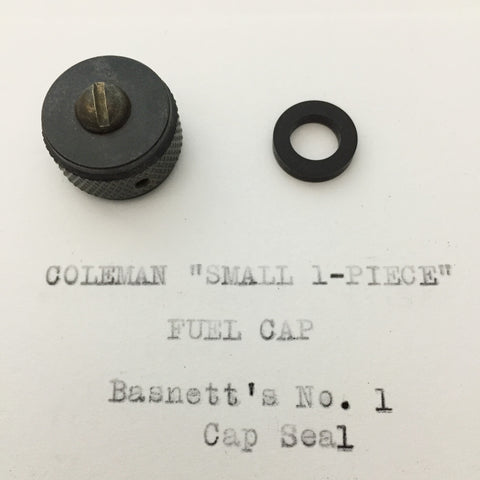 COLEMAN "SMALL 1-PIECE"
FUEL CAP
Basnett's No. 1
Cap Seal